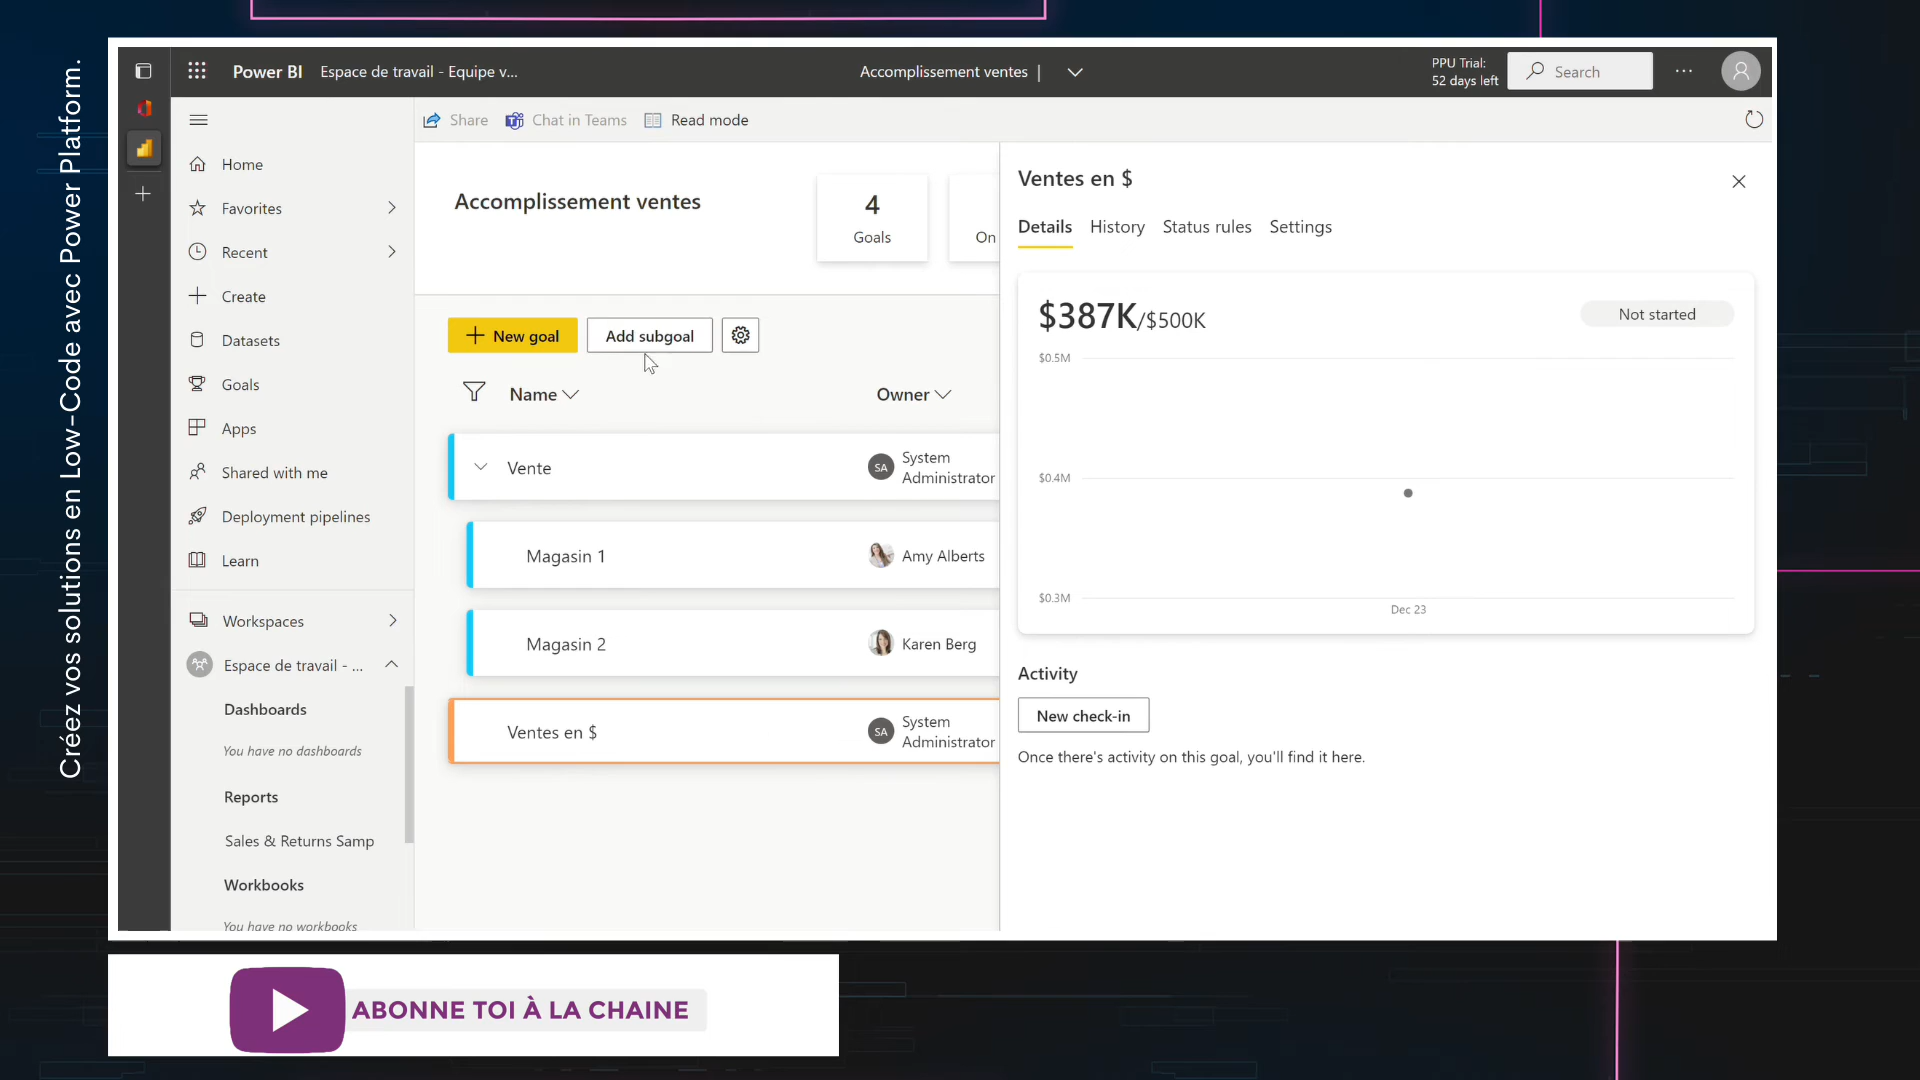 Créez vos solutions en Low-Code avec Power Platform.
Power BI
Espace de travail - Equipe v...
Accomplissement ventes
PPU Trial:
52 days left
Search
Share
Chat in Teams
Read mode
Home
Favorites
Recent
Create
Datasets
Goals
Apps
Shared with me
Deployment pipelines
Learn
Workspaces
Espace de travail - ...
Dashboards
You have no dashboards
Reports
Sales & Returns Samp
Workbooks
You have no workbooks
Accomplissement ventes
4
Goals
On
New goal
Add subgoal
Name
Owner
Vente
SA
System
Administrator
Magasin 1
Amy Alberts
Magasin 2
Karen Berg
Ventes en $
SA
System
Administrator
Ventes en $
Details
History
Status rules
Settings
$387K/$500K
Not started
$0.5M
$0.4M
$0.3M
Dec 23
Activity
New check-in
Once there's activity on this goal, you'll find it here.
ABONNE TOI À LA CHAINE